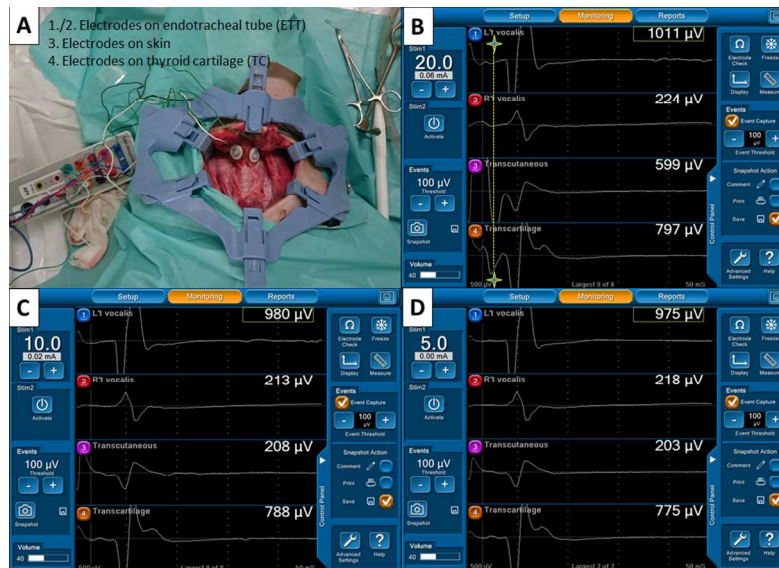 A
1./2. Electrodes on endotracheal tube (ETT)
3. Electrodes on skin
4. Electrodes on thyroid cartilage (TC)
B
Setup
Monitoring
Reports
Stim1
20.0
0.06 mA
- +
Stim2
Activate
Events
100 µV
Threshold
- +
Snapshot
Volume
40
1 L't vocalis
1011 µV
2 R't vocalis
224 µV
3 Transcutaneous
599 µV
4 Transcartilage
797 µV
500 µV
Largest 8 of 8
50 mS
Control Panel
Electrode Check
Freeze
Display
Measure
Events
Event Capture
- 100 µV +
Event Threshold
Snapshot Action
Comment
Print
Save
Advanced Settings
Help
C
Setup
Monitoring
Reports
Stim1
10.0
0.02 mA
- +
Stim2
Activate
Events
100 µV
Threshold
- +
Snapshot
Volume
40
1 L't vocalis
980 µV
2 R't vocalis
213 µV
3 Transcutaneous
208 µV
4 Transcartilage
788 µV
Control Panel
Electrode Check
Freeze
Display
Measure
Events
Event Capture
- 100 µV +
Event Threshold
Snapshot Action
Comment
Print
Save
Advanced Settings
Help
D
Setup
Monitoring
Reports
Stim1
5.0
0.00 mA
- +
Stim2
Activate
Events
100 µV
Threshold
- +
Snapshot
Volume
40
1 L't vocalis
975 µV
2 R't vocalis
218 µV
3 Transcutaneous
203 µV
4 Transcartilage
775 µV
500 µV
Largest 7 of 7
50 mS
Control Panel
Electrode Check
Freeze
Display
Measure
Events
Event Capture
- 100 µV +
Event Threshold
Snapshot Action
Comment
Print
Save
Advanced Settings
Help